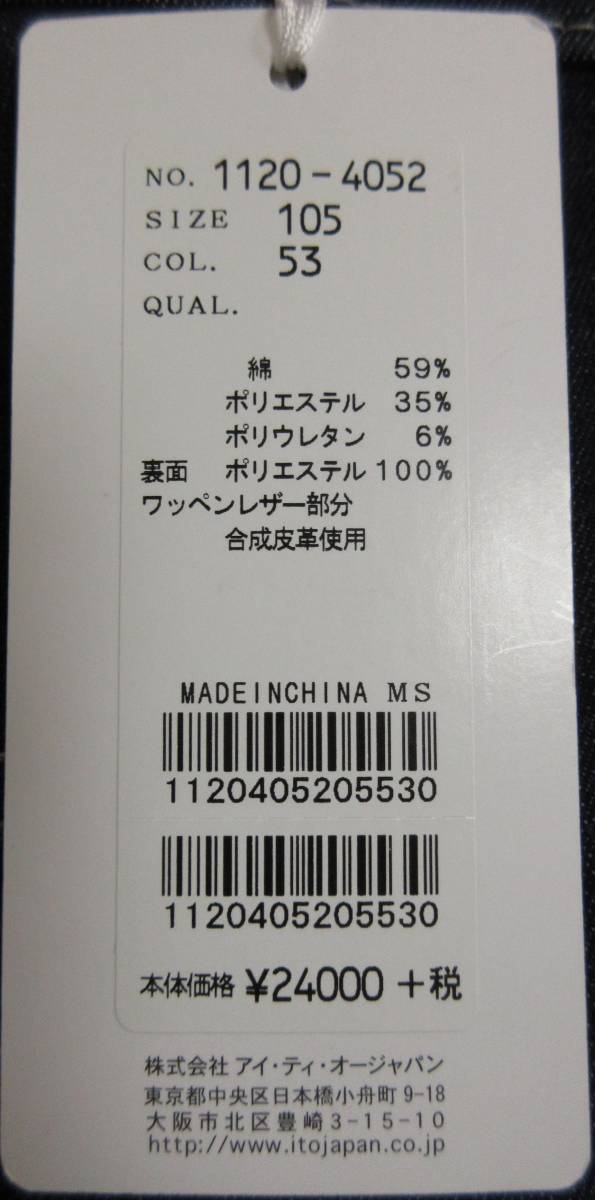 NO. 1120-4052
SIZE 105
COL. 53
QUAL.
綿 59%
ポリエステル 35%
ポリウレタン 6%
裏面 ポリエステル 100%
ワッペンレザー部分
合成皮革使用
MADEINCHINA MS
1120405205530
1120405205530
本体価格 ¥24000 +税
株式会社 アイ・ティ・オージャパン
東京都中央区日本橋小舟町 9-18
大阪市北区豊崎3-15-10
http://www.itojapan.co.jp